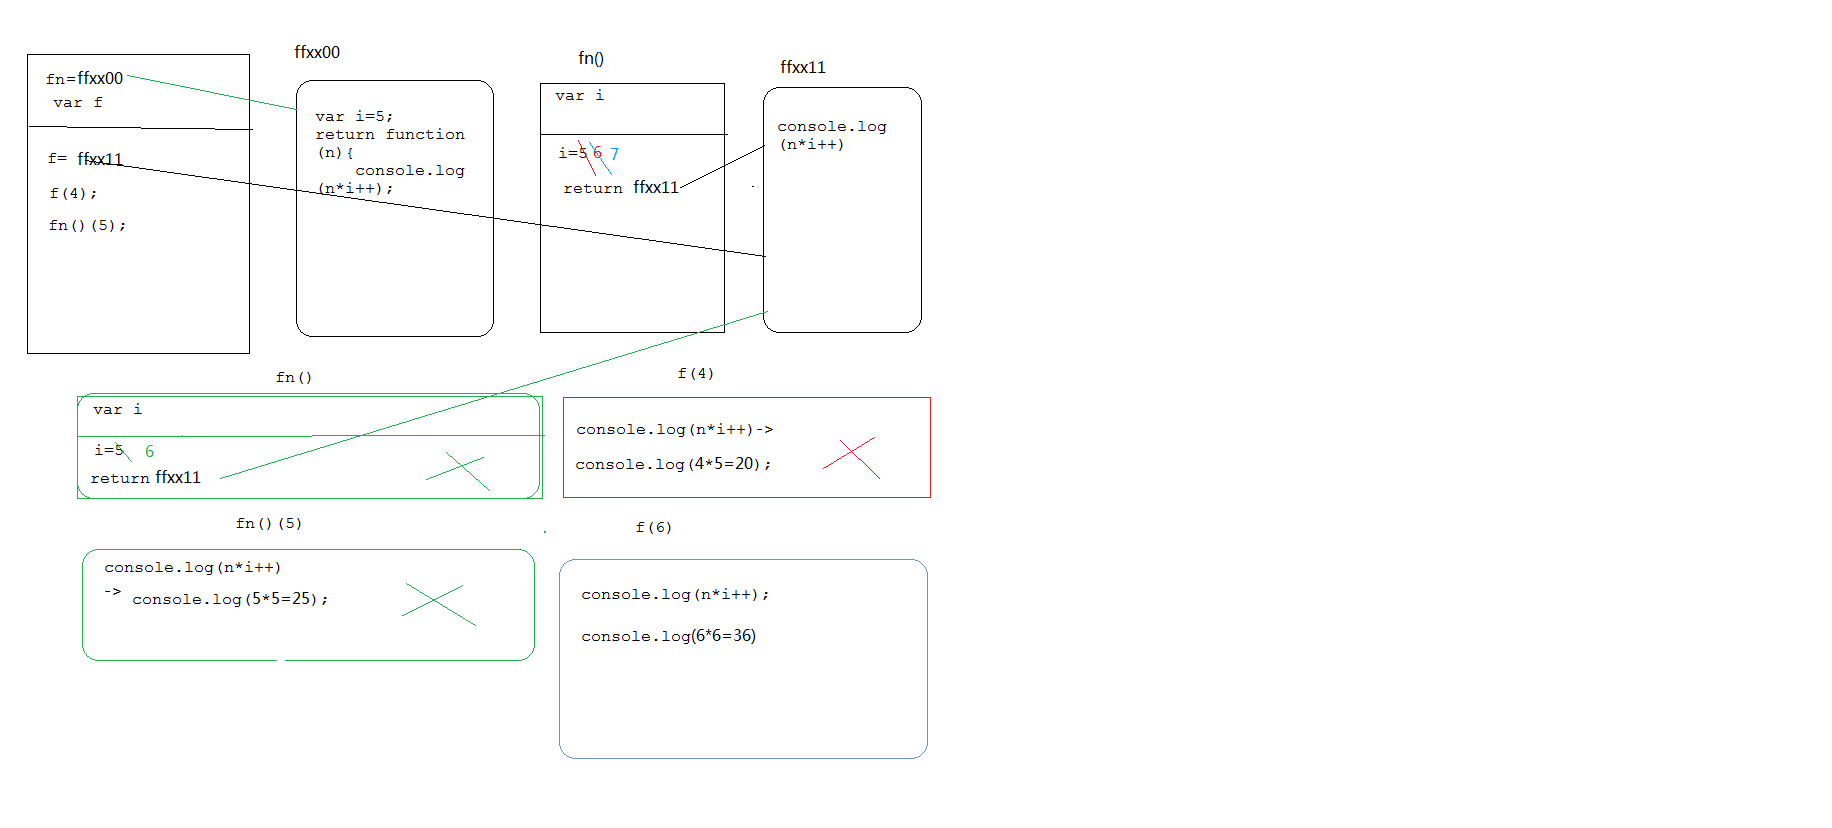 fn=ffxx00
var f
f= ffxx11
f(4);
fn()(5);
ffxx00
var i=5;
return function
(n){
console.log
(n*i++);
fn()
var i
i=5 6 7
return ffxx11
ffxx11
console.log
(n*i++)
fn()
var i
i=5 6
return ffxx11
f(4)
console.log(n*i++)->
console.log(4*5=20);
fn()(5)
console.log(n*i++)
-> console.log(5*5=25);
f(6)
console.log(n*i++);
console.log(6*6=36)